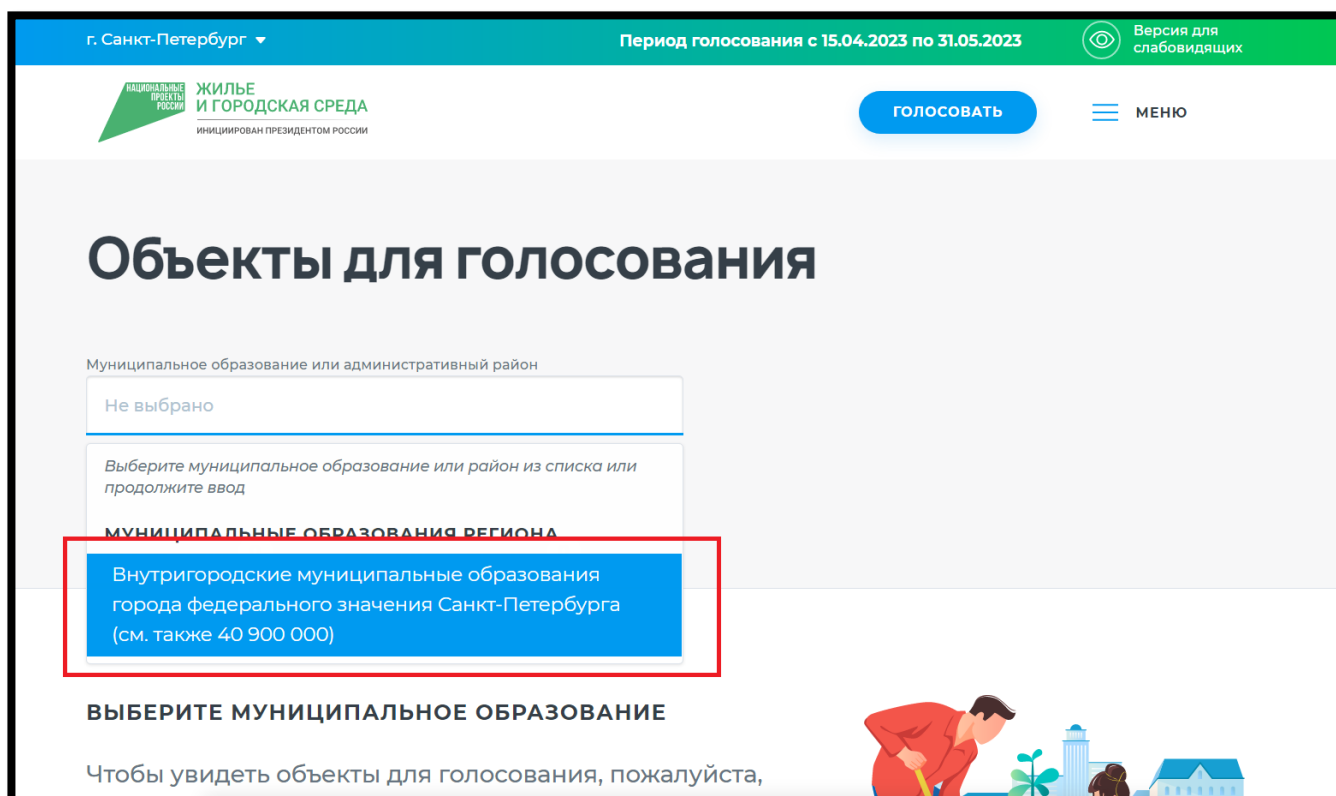 г. Санкт-Петербург
Период голосования с 15.04.2023 по 31.05.2023
Версия для
слабовидящих
НАЦИОНАЛЬНЫЕ
ПРОЕКТЫ
РОССИИ
ЖИЛЬЕ
И ГОРОДСКАЯ СРЕДА
ИНИЦИИРОВАН ПРЕЗИДЕНТОМ РОССИИ
ГОЛОСОВАТЬ
МЕНЮ
Объекты для голосования
Муниципальное образование или административный район
Не выбрано
Выберите муниципальное образование или район из списка или
продолжите ввод
МУНИЦИПАЛЬНЫЕ ОБРАЗОВАНИЯ РЕГИОНА
Внутригородские муниципальные образования
города федерального значения Санкт-Петербурга
(см. также 40 900 000)
ВЫБЕРИТЕ МУНИЦИПАЛЬНОЕ ОБРАЗОВАНИЕ
Чтобы увидеть объекты для голосования, пожалуйста,